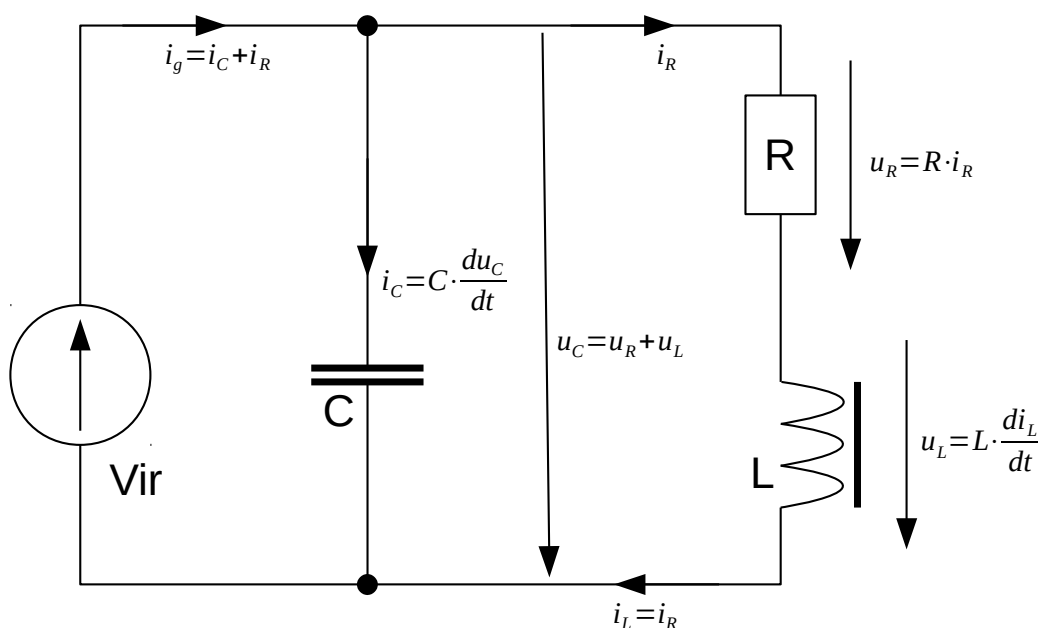 i_g=i_C+i_R
i_R
R
u_R=R·i_R
i_C=C·du_C/dt
u_C=u_R+u_L
C
u_L=L·di_L/dt
L
Vir
i_L=i_R